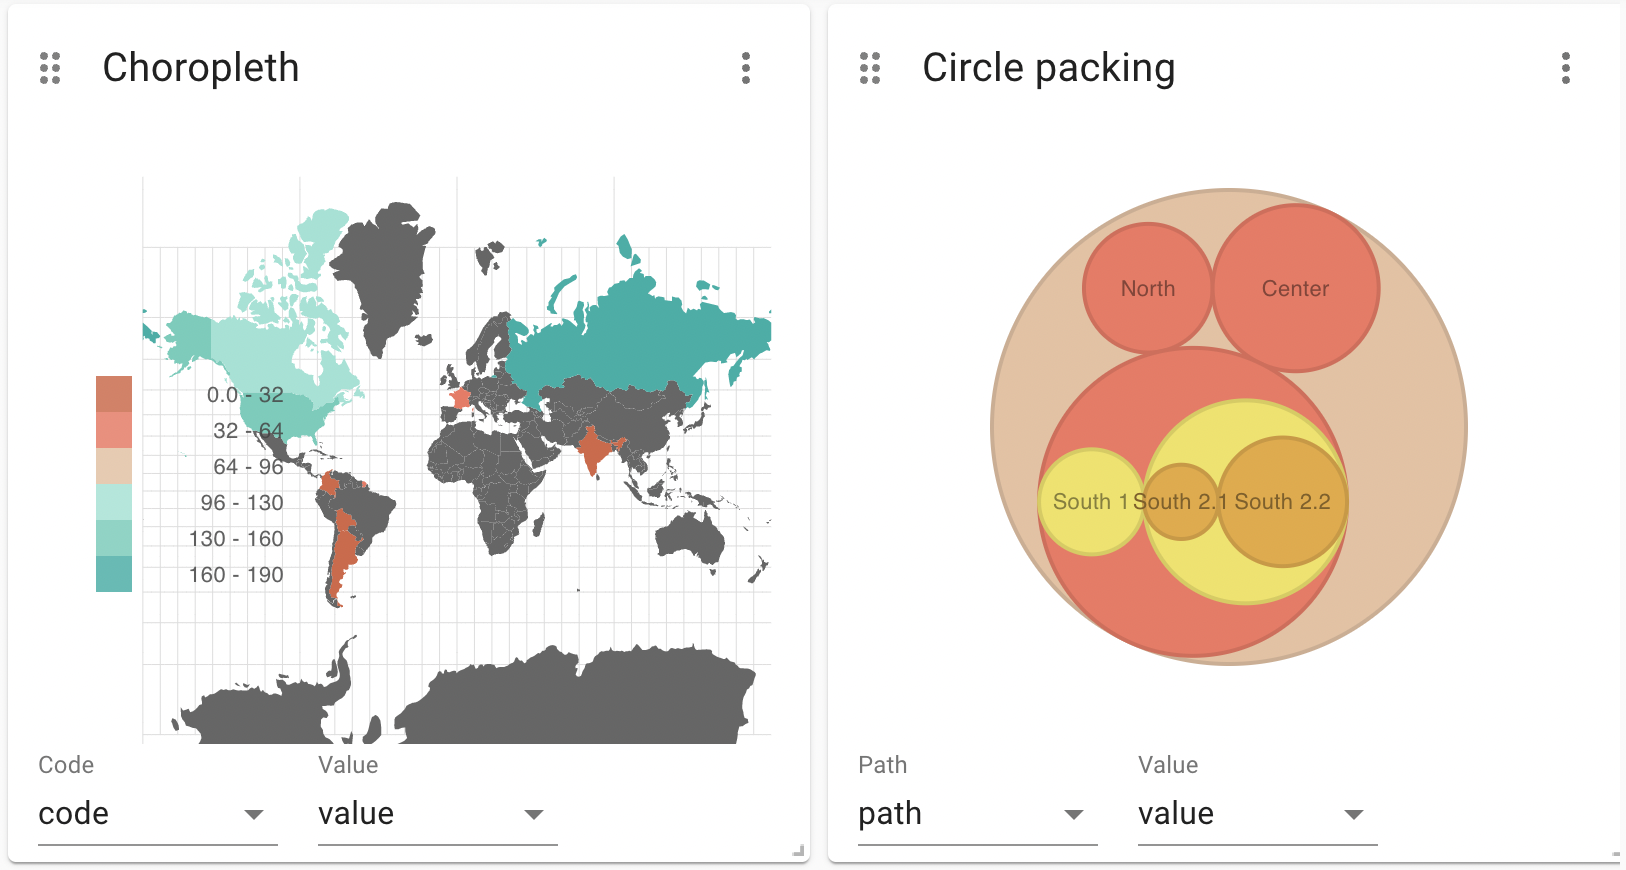 Choropleth
0.0 - 32
32 - 64
64 - 96
96 - 130
130 - 160
160 - 190
Code
Value
code
value
Circle packing
North
Center
South 1
South 2.1
South 2.2
Path
Value
path
value